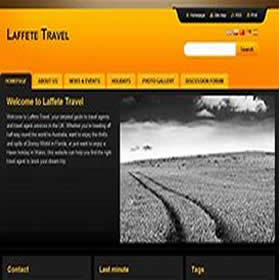 Homepage Site map RSS Print
LAFFETE TRAVEL
Search
HOMEPAGE ABOUT US NEWS & EVENTS HOLIDAYS PHOTO GALLERY DISCUSSION FORUM
Welcome to Laffete Travel
Welcome to Laffete Travel, your detailed guide to travel agents
and travel agent services in the UK. Whether you're heading off
half way round the world to Australia, want to enjoy the thrills
and spills of Disney World in Florida, or just want to enjoy a
Haven holiday in Wales, this website can help you find the right
travel agent to book your dream trip.
Contact Last minute Tags